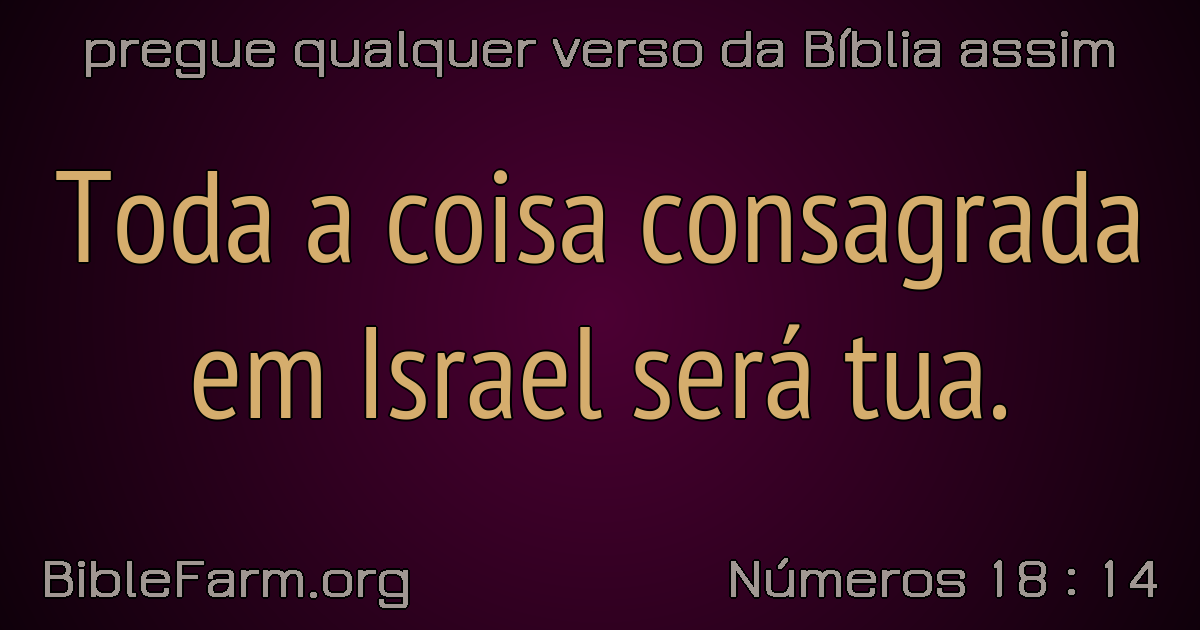 pregue qualquer verso da Bíblia assim
Toda a coisa consagrada
em Israel será tua.
BibleFarm.org
Números 18 : 14